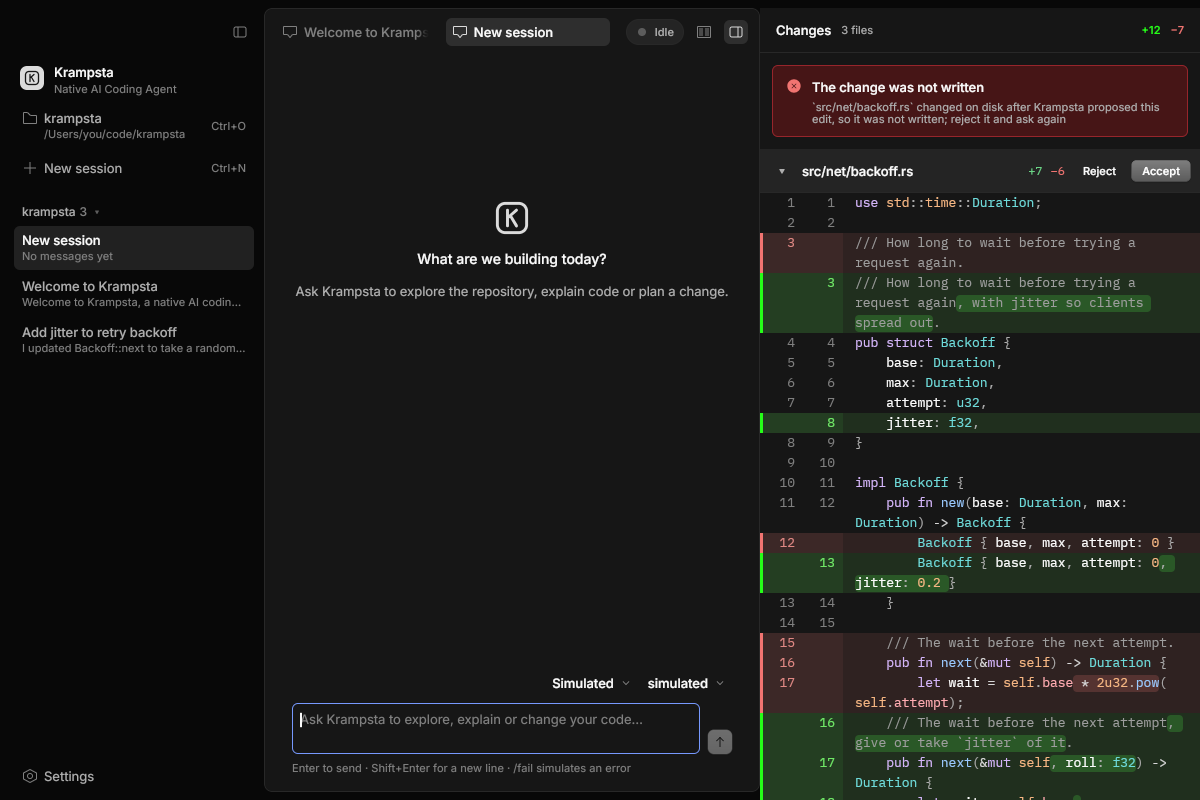 Krampsta
Native AI Coding Agent
krampsta
/Users/you/code/krampsta
Ctrl+O
New session
Ctrl+N
krampsta 3
New session
No messages yet
Welcome to Krampsta
Welcome to Krampsta, a native AI codin...
Add jitter to retry backoff
I updated Backoff::next to take a random...
Settings
Welcome to Kramps
New session
Idle
K
What are we building today?
Ask Krampsta to explore the repository, explain code or plan a change.
Simulated
simulated
Ask Krampsta to explore, explain or change your code...
Enter to send · Shift+Enter for a new line · /fail simulates an error
Changes 3 files
+12 −7
The change was not written
`src/net/backoff.rs` changed on disk after Krampsta proposed this
edit, so it was not written; reject it and ask again
src/net/backoff.rs
+7 −6
Reject
Accept
1 1 use std::time::Duration;
2 2
3 /// How long to wait before trying a
request again.
3 /// How long to wait before trying a
request again, with jitter so clients
spread out.
4 4 pub struct Backoff {
5 5 base: Duration,
6 6 max: Duration,
7 7 attempt: u32,
8 jitter: f32,
8 9 }
9 10
10 11 impl Backoff {
11 12 pub fn new(base: Duration, max:
Duration) -> Backoff {
12 Backoff { base, max, attempt: 0 }
13 Backoff { base, max, attempt: 0,
jitter: 0.2 }
13 14 }
14 15
15 /// The wait before the next attempt.
16 pub fn next(&mut self) -> Duration {
17 let wait = self.base * 2u32.pow(
self.attempt);
16 /// The wait before the next attempt,
give or take `jitter` of it.
17 pub fn next(&mut self, roll: f32) ->
Duration {